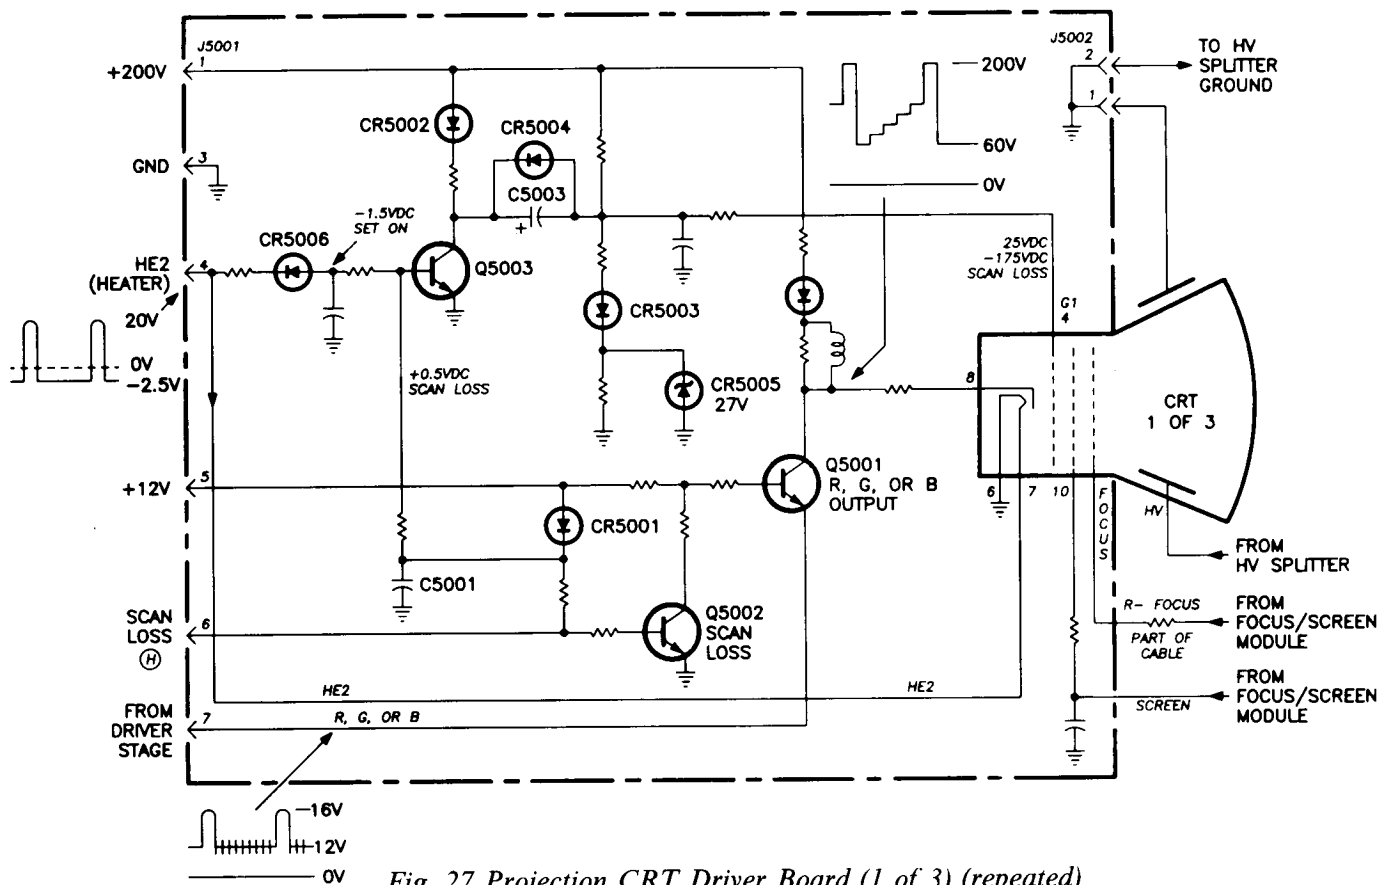 J5001
1
+200V
3
GND
4
HE2
(HEATER)
20V
0V
-2.5V
CR5002
CR5004
C5003
+
-1.5VDC
SET ON
CR5006
Q5003
CR5003
+0.5VDC
SCAN LOSS
CR5005
27V
200V
60V
0V
J5002
2
1
TO HV
SPLITTER
GROUND
25VDC
-175VDC
SCAN LOSS
G1
4
8
CRT
1 OF 3
6
7
10
FOCUS
HV
FROM
HV SPLITTER
R- FOCUS
PART OF
CABLE
FROM
FOCUS/SCREEN
MODULE
SCREEN
FROM
FOCUS/SCREEN
MODULE
5
+12V
Q5001
R, G, OR B
OUTPUT
CR5001
C5001
SCAN
LOSS
H
6
Q5002
SCAN
LOSS
HE2
HE2
FROM
DRIVER
STAGE
7
R, G, OR B
-16V
12V
0V
Fig. 27 Projection CRT Driver Board (1 of 3) (repeated)